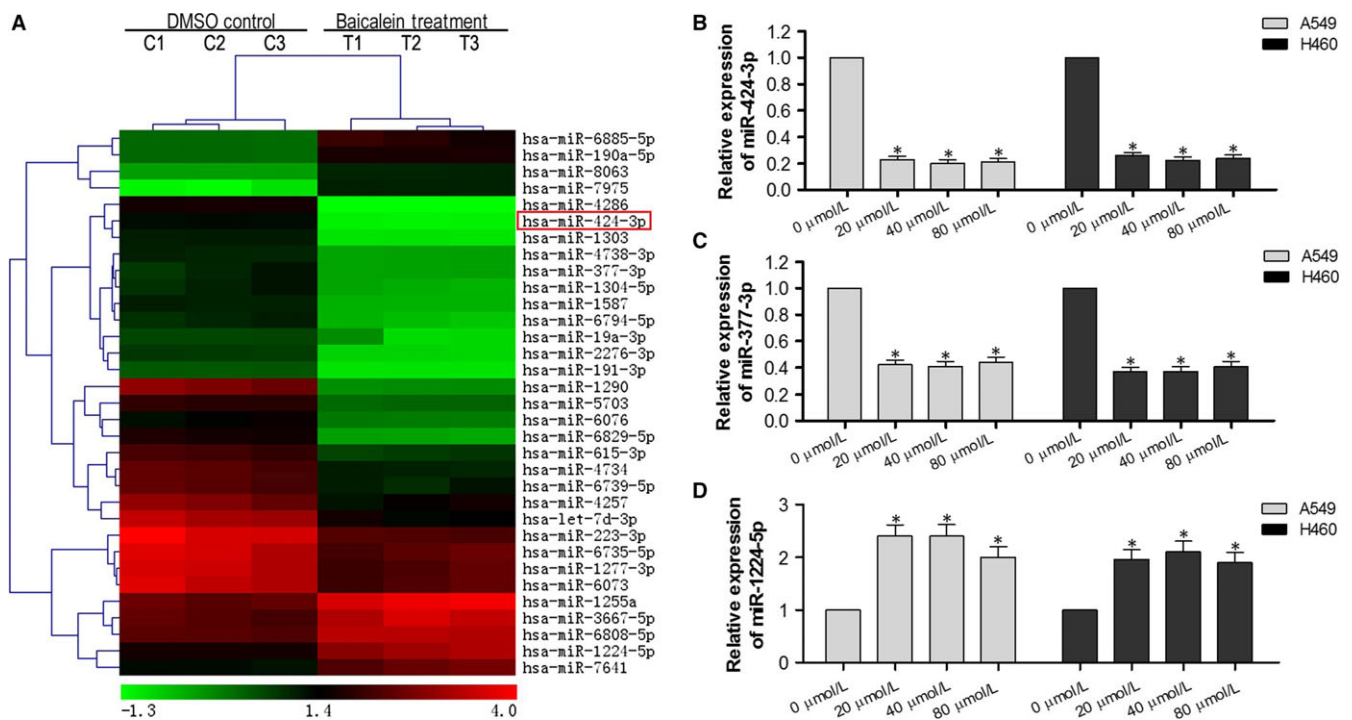 A
DMSO control Baicalein treatment
C1 C2 C3 T1 T2 T3
hsa-miR-6885-5p
hsa-miR-190a-5p
hsa-miR-8063
hsa-miR-7975
hsa-miR-4286
hsa-miR-424-3p
hsa-miR-1303
hsa-miR-4738-3p
hsa-miR-377-3p
hsa-miR-1304-5p
hsa-miR-1587
hsa-miR-6794-5p
hsa-miR-19a-3p
hsa-miR-2276-3p
hsa-miR-191-3p
hsa-miR-1290
hsa-miR-5703
hsa-miR-6076
hsa-miR-6829-5p
hsa-miR-615-3p
hsa-miR-4734
hsa-miR-6739-5p
hsa-miR-4257
hsa-let-7d-3p
hsa-miR-223-3p
hsa-miR-6735-5p
hsa-miR-1277-3p
hsa-miR-6073
hsa-miR-1255a
hsa-miR-3667-5p
hsa-miR-6808-5p
hsa-miR-1224-5p
hsa-miR-7641
-1.3 1.4 4.0
B
Relative expression
of miR-424-3p
1.2
1.0
0.8
0.6
0.4
0.2
0.0
* * * * * *
0 μmol/L 20 μmol/L 40 μmol/L 80 μmol/L 0 μmol/L 20 μmol/L 40 μmol/L 80 μmol/L
A549
H460
C
Relative expression
of miR-377-3p
1.2
1.0
0.8
0.6
0.4
0.2
0.0
* * * * * *
0 μmol/L 20 μmol/L 40 μmol/L 80 μmol/L 0 μmol/L 20 μmol/L 40 μmol/L 80 μmol/L
A549
H460
D
Relative expression
of miR-1224-5p
3
2
1
0
* * * * * *
0 μmol/L 20 μmol/L 40 μmol/L 80 μmol/L 0 μmol/L 20 μmol/L 40 μmol/L 80 μmol/L
A549
H460